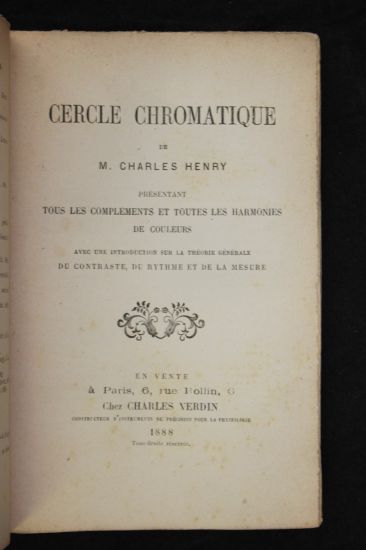 CERCLE CHROMATIQUE
DE
M. CHARLES HENRY
PRÉSENTANT
TOUS LES COMPLÉMENTS ET TOUTES LES HARMONIES
DE COULEURS
AVEC UNE INTRODUCTION SUR LA THÉORIE GÉNÉRALE
DU CONTRASTE, DU RYTHME ET DE LA MESURE
EN VENTE
à Paris, 6, rue Rollin, 6
Chez CHARLES VERDIN
CONSTRUCTEUR D'INSTRUMENTS DE PRÉCISION POUR LA PHYSIOLOGIE
1888
Tous droits réservés.